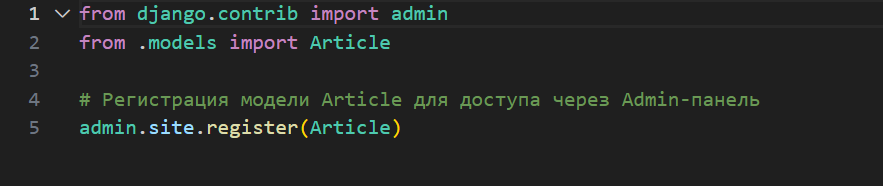 1 from django.contrib import admin
2 from .models import Article
3
4 # Регистрация модели Article для доступа через Admin-панель
5 admin.site.register(Article)